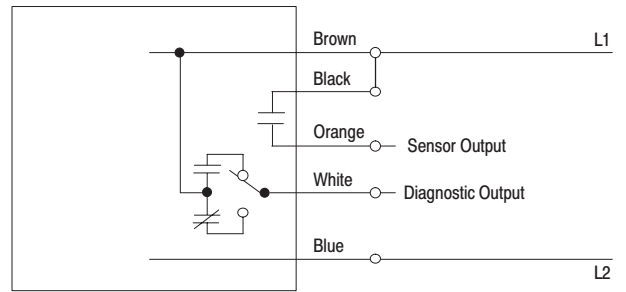 Brown
L1
Black
Orange
Sensor Output
White
Diagnostic Output
Blue
L2